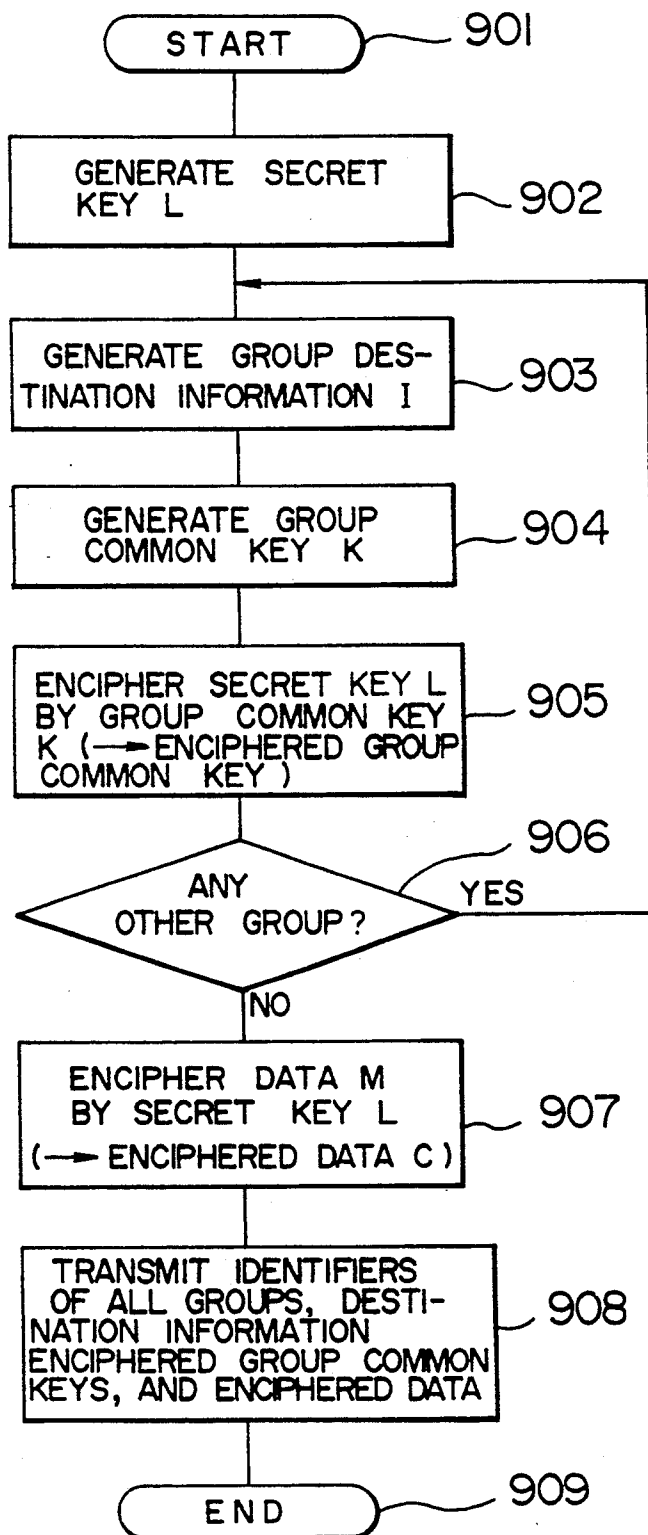 START
901
GENERATE SECRET
KEY L
902
GENERATE GROUP DES-
TINATION INFORMATION I
903
GENERATE GROUP
COMMON KEY K
904
ENCIPHER SECRET KEY L
BY GROUP COMMON KEY
K (→ ENCIPHERED GROUP
COMMON KEY)
905
906
ANY
OTHER GROUP?
YES
NO
ENCIPHER DATA M
BY SECRET KEY L
(→ ENCIPHERED DATA C)
907
TRANSMIT IDENTIFIERS
OF ALL GROUPS, DESTI-
NATION INFORMATION
ENCIPHERED GROUP COMMON
KEYS, AND ENCIPHERED DATA
908
END
909